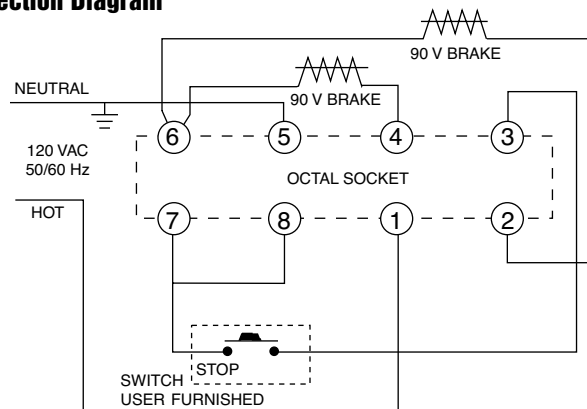 Diagram
90 V BRAKE
90 V BRAKE
NEUTRAL
120 VAC
50/60 Hz
HOT
6
5
4
3
OCTAL SOCKET
7
8
1
2
STOP
SWITCH
USER FURNISHED